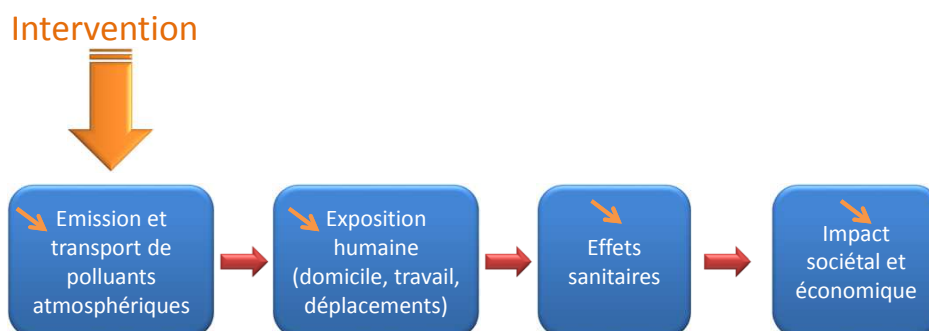 Intervention
Emission et
transport de
polluants
atmosphériques
Exposition
humaine
(domicile, travail,
déplacements)
Effets
sanitaires
Impact
sociétal et
économique